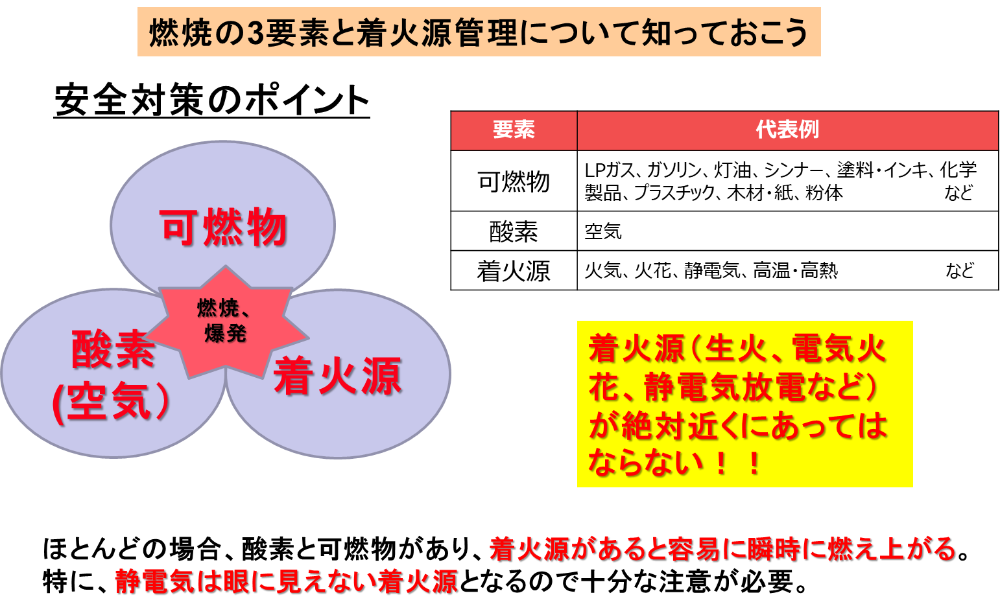 燃焼の3要素と着火源管理について知っておこう
安全対策のポイント
可燃物
燃焼、
爆発
酸素
(空気）
着火源
要素 代表例
可燃物 LPガス、ガソリン、灯油、シンナー、塗料・インキ、化学
製品、プラスチック、木材・紙、粉体 など
酸素 空気
着火源 火気、火花、静電気、高温・高熱 など
着火源（生火、電気火
花、静電気放電など）
が絶対近くにあっては
ならない！！
ほとんどの場合、酸素と可燃物があり、着火源があると容易に瞬時に燃え上がる。
特に、静電気は眼に見えない着火源となるので十分な注意が必要。